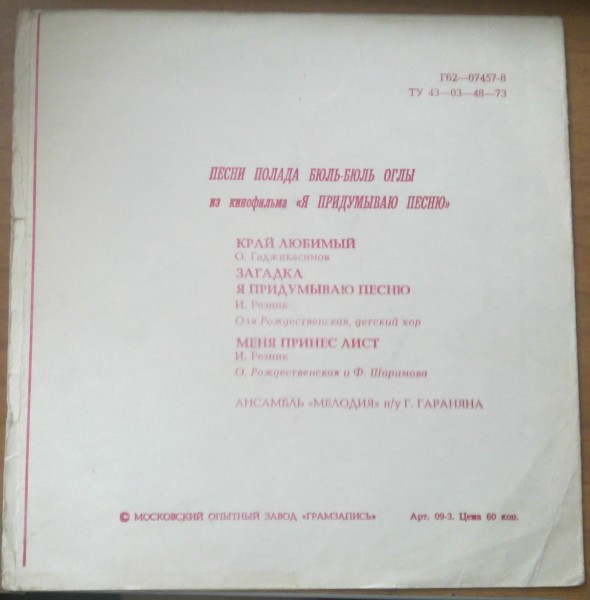 Г62—07457-8
ТУ 43—03—48—73
ПЕСНИ ПОЛАДА БЮЛЬ-БЮЛЬ ОГЛЫ
из кинофильма «Я ПРИДУМЫВАЮ ПЕСНЮ»
КРАЙ ЛЮБИМЫЙ
О. Гаджикасимов
ЗАГАДКА
Я ПРИДУМЫВАЮ ПЕСНЮ
И. Резник
Оля Рождественская, детский хор
МЕНЯ ПРИНЕС ЛИСТ
И. Резник
О. Рождественская и Ф. Шаримова
АНСАМБЛЬ «МЕЛОДИЯ» п/у Г. ГАРАНЯНА
© МОСКОВСКИЙ ОПЫТНЫЙ ЗАВОД «ГРАМЗАПИСЬ» Арт. 09-3. Цена 60 коп.